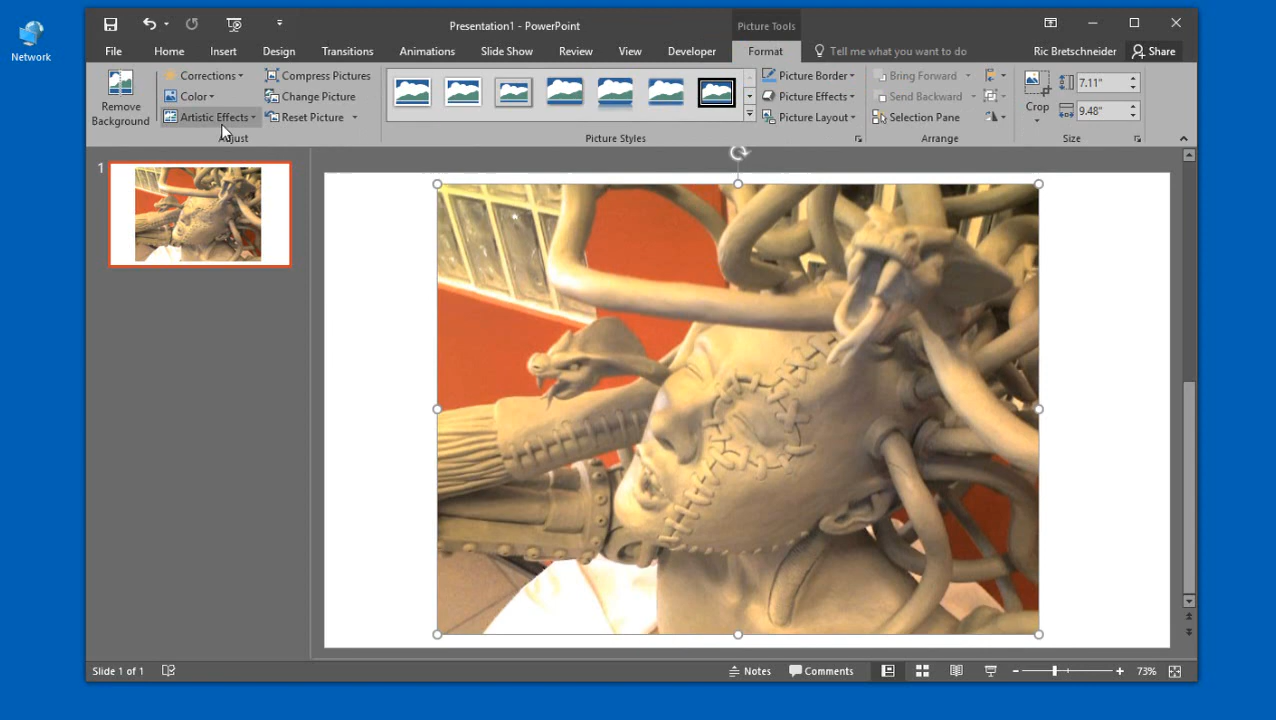 Network
Presentation1 - PowerPoint
Picture Tools
File
Home
Insert
Design
Transitions
Animations
Slide Show
Review
View
Developer
Format
Tell me what you want to do
Ric Bretschneider
Share
Remove
Background
Corrections
Color
Artistic Effects
Compress Pictures
Change Picture
Reset Picture
Adjust
Picture Styles
Picture Border
Picture Effects
Picture Layout
Bring Forward
Send Backward
Selection Pane
Arrange
Crop
7.11"
9.48"
Size
1
Slide 1 of 1
Notes
Comments
73%